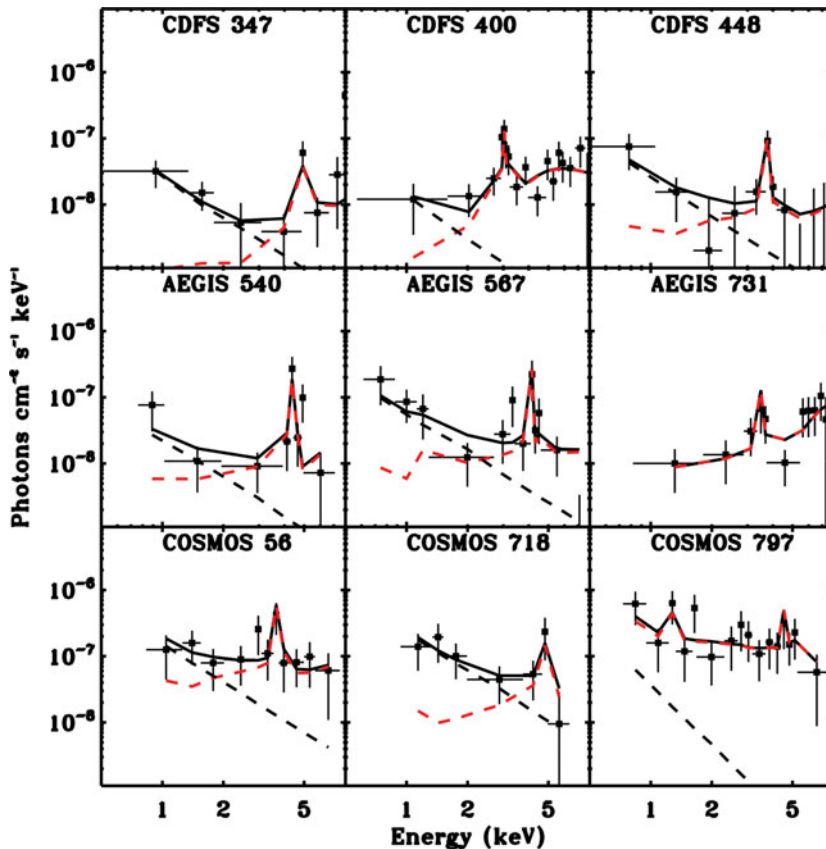 CDFS 347 CDFS 400 CDFS 448
10⁻⁶
10⁻⁷
10⁻⁸
AEGIS 540 AEGIS 567 AEGIS 731
10⁻⁶
10⁻⁷
10⁻⁸
COSMOS 56 COSMOS 718 COSMOS 797
10⁻⁶
10⁻⁷
10⁻⁸
1 2 5 1 2 5 1 2 5
Energy (keV)
Photons cm⁻² s⁻¹ keV⁻¹